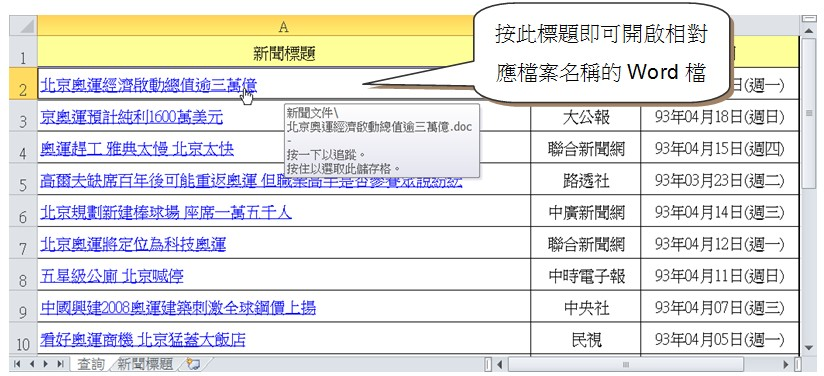 A
按此標題即可開啟相對
應檔案名稱的 Word 檔
1 新聞標題
2 北京奧運經濟啟動總值逾三萬億 日(週一)
新聞文件\
北京奧運經濟啟動總值逾三萬億.doc
-
按一下以追蹤。
按住以選取此儲存格。
3 京奧運預計純利1600萬美元 大公報 93年04月18日(週日)
4 奧運趕工 雅典太慢 北京太快 聯合新聞網 93年04月15日(週四)
5 高爾夫缺席百年後可能重返奧運 但職業高手是否參賽眾說紛紜 路透社 93年03月23日(週二)
6 北京規劃新建棒球場 座席一萬五千人 中廣新聞網 93年04月14日(週三)
7 北京奧運將定位為科技奧運 聯合新聞網 93年04月12日(週一)
8 五星級公廁 北京喊停 中時電子報 93年04月11日(週日)
9 中國興建2008奧運建築刺激全球鋼價上揚 中央社 93年04月07日(週三)
10 看好奧運商機 北京猛蓋大飯店 民視 93年04月05日(週一)
查詢 新聞標題